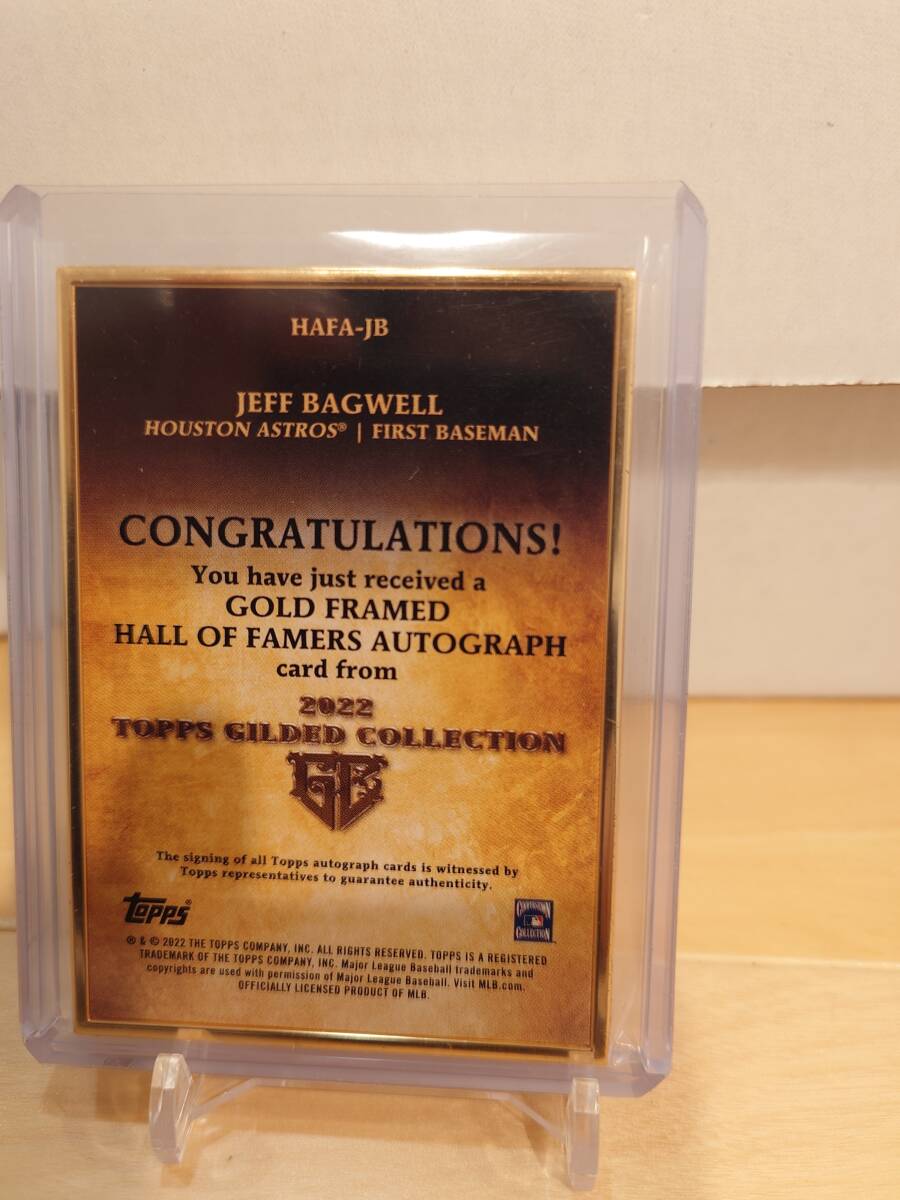 HAFA-JB
JEFF BAGWELL
HOUSTON ASTROS® | FIRST BASEMAN
CONGRATULATIONS!
You have just received a
GOLD FRAMED
HALL OF FAMERS AUTOGRAPH
card from
2022
TOPPS GILDED COLLECTION
The signing of all Topps autograph cards is witnessed by
Topps representatives to guarantee authenticity.
topps®
COOPERSTOWN
COLLECTION
® & © 2022 THE TOPPS COMPANY, INC. ALL RIGHTS RESERVED. TOPPS IS A REGISTERED
TRADEMARK OF THE TOPPS COMPANY, INC. Major League Baseball trademarks and
copyrights are used with permission of Major League Baseball. Visit MLB.com.
OFFICIALLY LICENSED PRODUCT OF MLB.